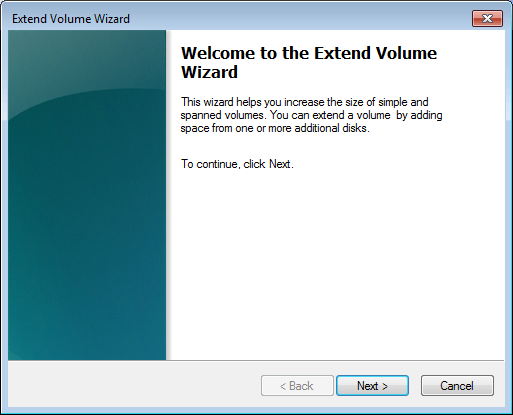 Extend Volume Wizard
Welcome to the Extend Volume
Wizard
This wizard helps you increase the size of simple and
spanned volumes. You can extend a volume  by adding
space from one or more additional disks.
To continue, click Next.
< Back
Next >
Cancel